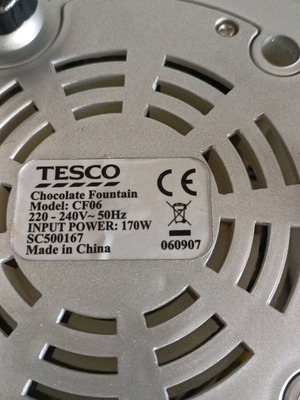 TESCO
Chocolate Fountain
Model: CF06
220 - 240V~ 50Hz
INPUT POWER: 170W
SC500167
Made in China
CE
060907